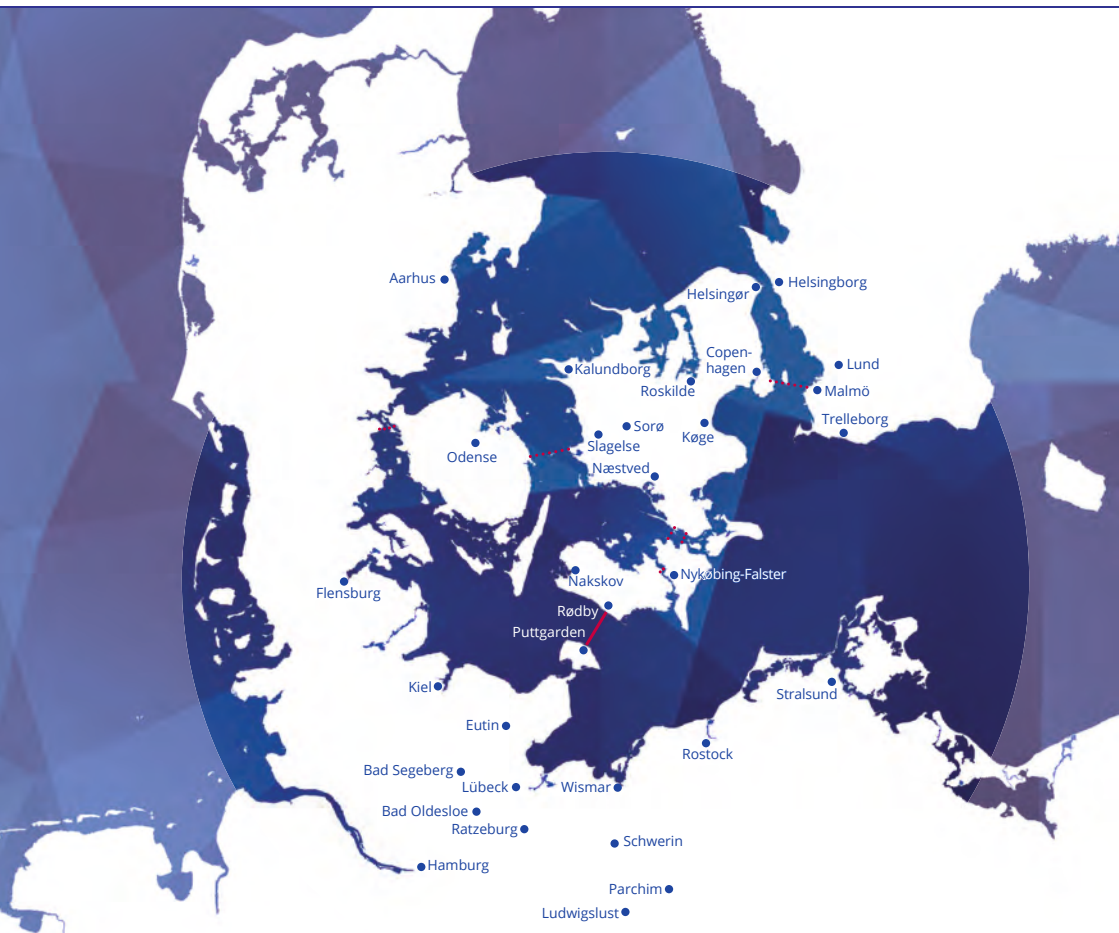 Aarhus
Helsingborg
Helsingør
Copen-
hagen
Lund
Kalundborg
Roskilde
Malmö
Trelleborg
Sorø
Køge
Slagelse
Odense
Næstved
Nakskov
Nykøbing-Falster
Flensburg
Rødby
Puttgarden
Kiel
Stralsund
Eutin
Rostock
Bad Segeberg
Lübeck
Wismar
Bad Oldesloe
Ratzeburg
Schwerin
Hamburg
Parchim
Ludwigslust